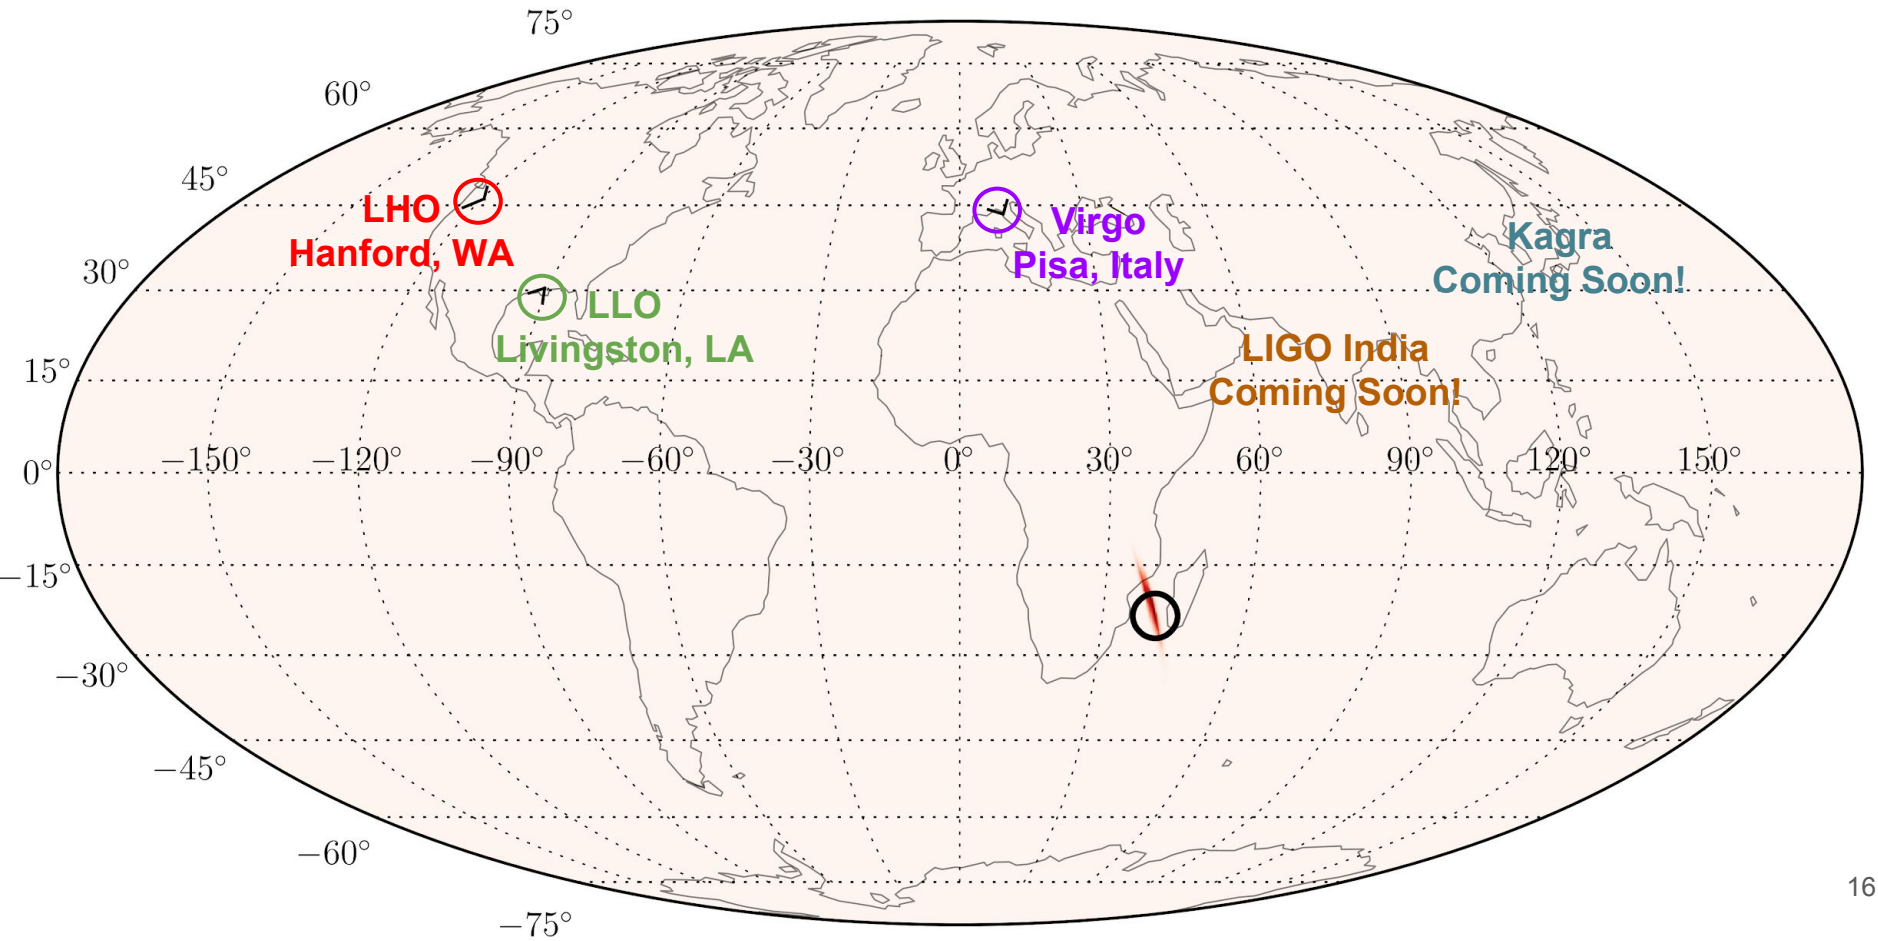 75°
60°
45°
LHO
Hanford, WA
Virgo
Pisa, Italy
Kagra
Coming Soon!
30°
LLO
Livingston, LA
LIGO India
Coming Soon!
15°
0°
−150°
−120°
−90°
−60°
−30°
0°
30°
60°
90°
120°
150°
−15°
−30°
−45°
−60°
−75°
16